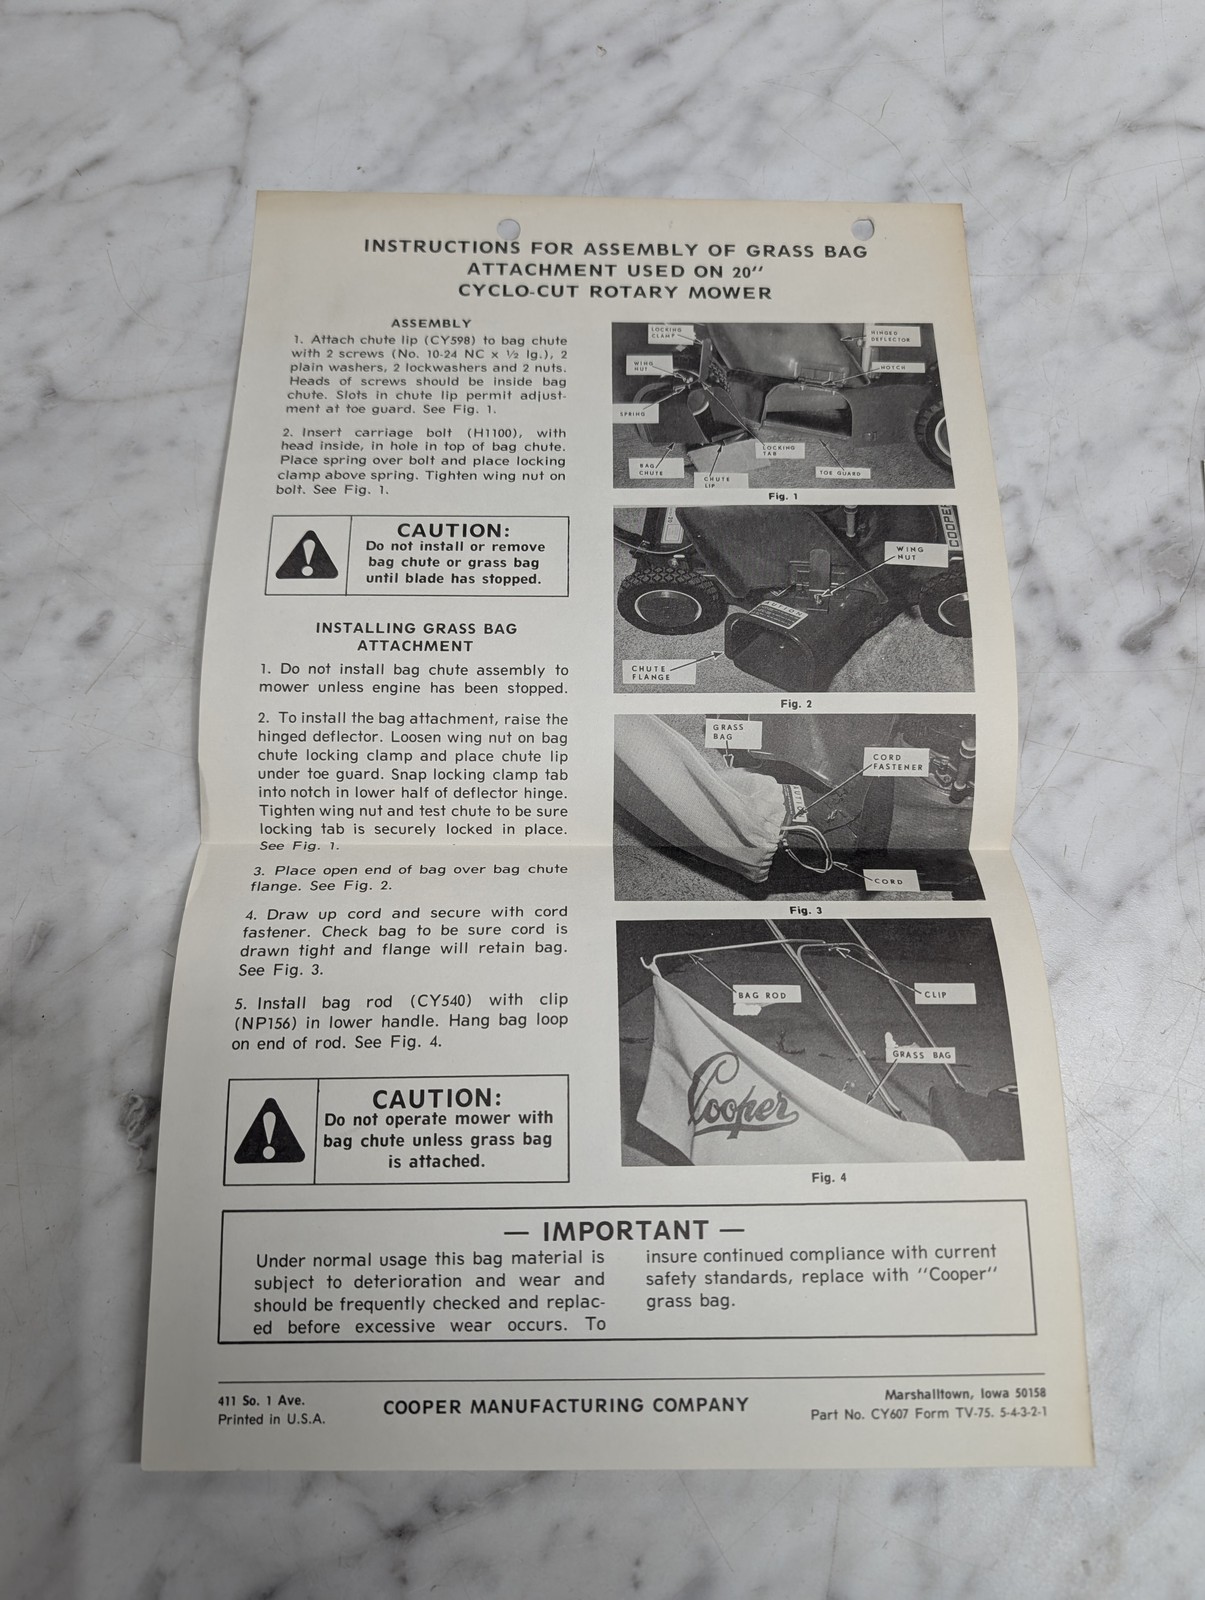 INSTRUCTIONS FOR ASSEMBLY OF GRASS BAG
ATTACHMENT USED ON 20"
CYCLO-CUT ROTARY MOWER
ASSEMBLY
1. Attach chute lip (CY598) to bag chute
with 2 screws (No. 10-24 NC x ½ lg.), 2
plain washers, 2 lockwashers and 2 nuts.
Heads of screws should be inside bag
chute. Slots in chute lip permit adjust-
ment at toe guard. See Fig. 1.
2. Insert carriage bolt (H1100), with
head inside, in hole in top of bag chute.
Place spring over bolt and place locking
clamp above spring. Tighten wing nut on
bolt. See Fig. 1.
CAUTION:
Do not install or remove
bag chute or grass bag
until blade has stopped.
INSTALLING GRASS BAG
ATTACHMENT
1. Do not install bag chute assembly to
mower unless engine has been stopped.
2. To install the bag attachment, raise the
hinged deflector. Loosen wing nut on bag
chute locking clamp and place chute lip
under toe guard. Snap locking clamp tab
into notch in lower half of deflector hinge.
Tighten wing nut and test chute to be sure
locking tab is securely locked in place.
See Fig. 1.
3. Place open end of bag over bag chute
flange. See Fig. 2.
4. Draw up cord and secure with cord
fastener. Check bag to be sure cord is
drawn tight and flange will retain bag.
See Fig. 3.
5. Install bag rod (CY540) with clip
(NP156) in lower handle. Hang bag loop
on end of rod. See Fig. 4.
CAUTION:
Do not operate mower with
bag chute unless grass bag
is attached.
LOCKING
CLAMP
HINGED
DEFLECTOR
WING
NUT
NOTCH
SPRING
LOCKING
TAB
BAG
CHUTE
CHUTE
LIP
TOE GUARD
Fig. 1
COOPER
WING
NUT
CAUTION
CHUTE
FLANGE
Fig. 2
GRASS
BAG
CORD
FASTENER
CORD
Fig. 3
BAG ROD
CLIP
GRASS BAG
Cooper
Fig. 4
— IMPORTANT —
Under normal usage this bag material is
subject to deterioration and wear and
should be frequently checked and replac-
ed before excessive wear occurs. To
insure continued compliance with current
safety standards, replace with "Cooper"
grass bag.
411 So. 1 Ave.
Printed in U.S.A.
COOPER MANUFACTURING COMPANY
Marshalltown, Iowa 50158
Part No. CY607 Form TV-75. 5-4-3-2-1